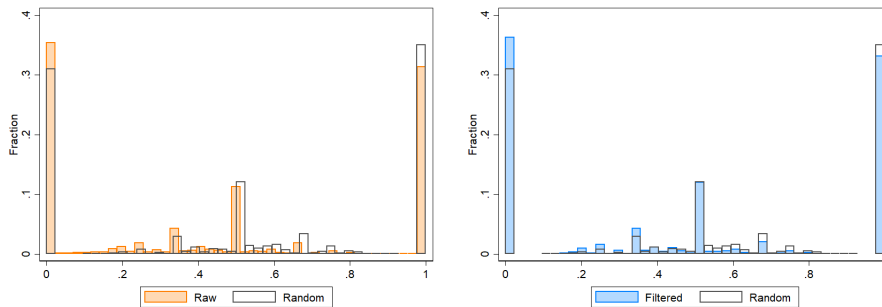 .4
.4
.3
.3
Fraction
Fraction
.2
.2
.1
.1
0
0
0 .2 .4 .6 .8 1
0 .2 .4 .6 .8
Raw Random
Filtered Random